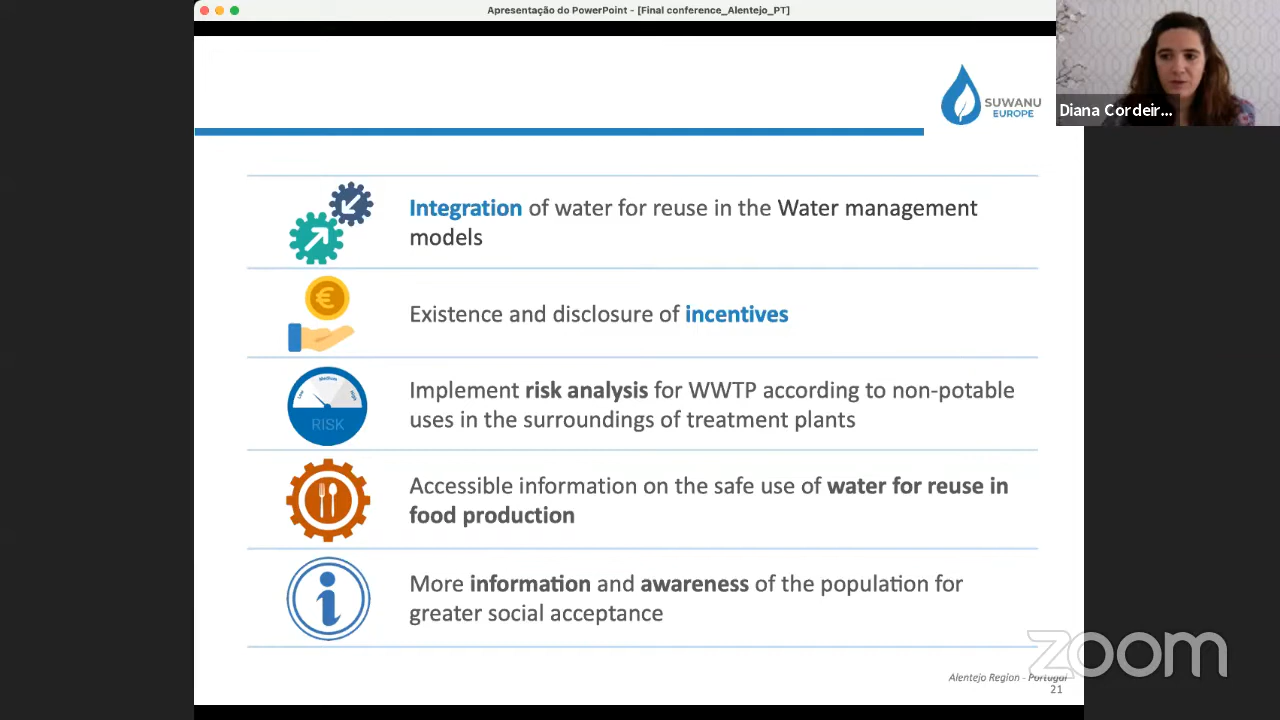 Apresentação do PowerPoint - [Final conference_Alentejo_PT]
SUWANU
EUROPE
Diana Cordeir...
Integration of water for reuse in the Water management
models
Existence and disclosure of incentives
Low
Medium
High
RISK
Implement risk analysis for WWTP according to non-potable
uses in the surroundings of treatment plants
Accessible information on the safe use of water for reuse in
food production
More information and awareness of the population for
greater social acceptance
zoom
Alentejo Region - Portugal
21